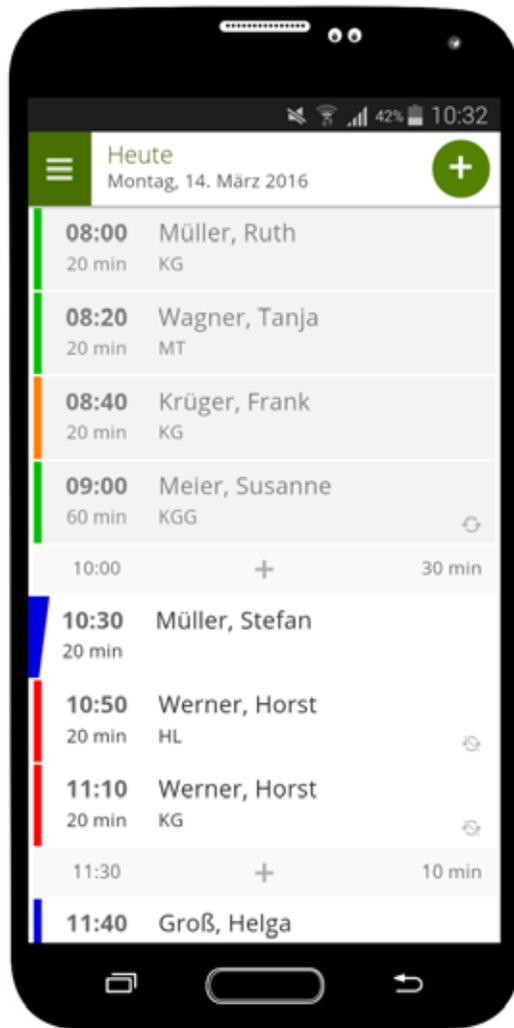 42% 10:32
Heute
Montag, 14. März 2016
08:00 Müller, Ruth
20 min KG
08:20 Wagner, Tanja
20 min MT
08:40 Krüger, Frank
20 min KG
09:00 Meier, Susanne
60 min KGG
10:00 + 30 min
10:30 Müller, Stefan
20 min
10:50 Werner, Horst
20 min HL
11:10 Werner, Horst
20 min KG
11:30 + 10 min
11:40 Groß, Helga